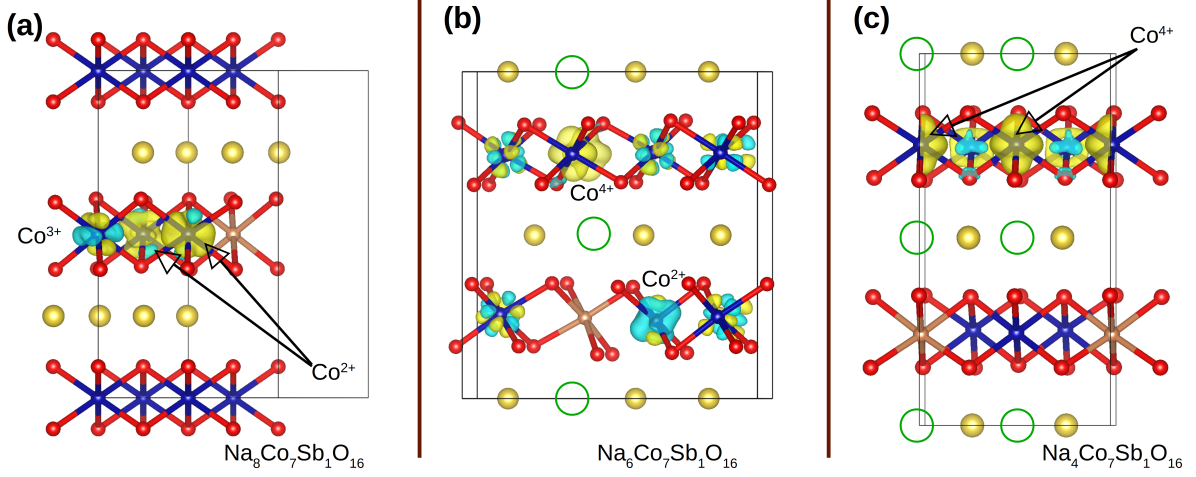 (a)
Co³⁺
Co²⁺
Na₈Co₇Sb₁O₁₆
(b)
Co⁴⁺
Co²⁺
Na₆Co₇Sb₁O₁₆
(c)
Co⁴⁺
Na₄Co₇Sb₁O₁₆